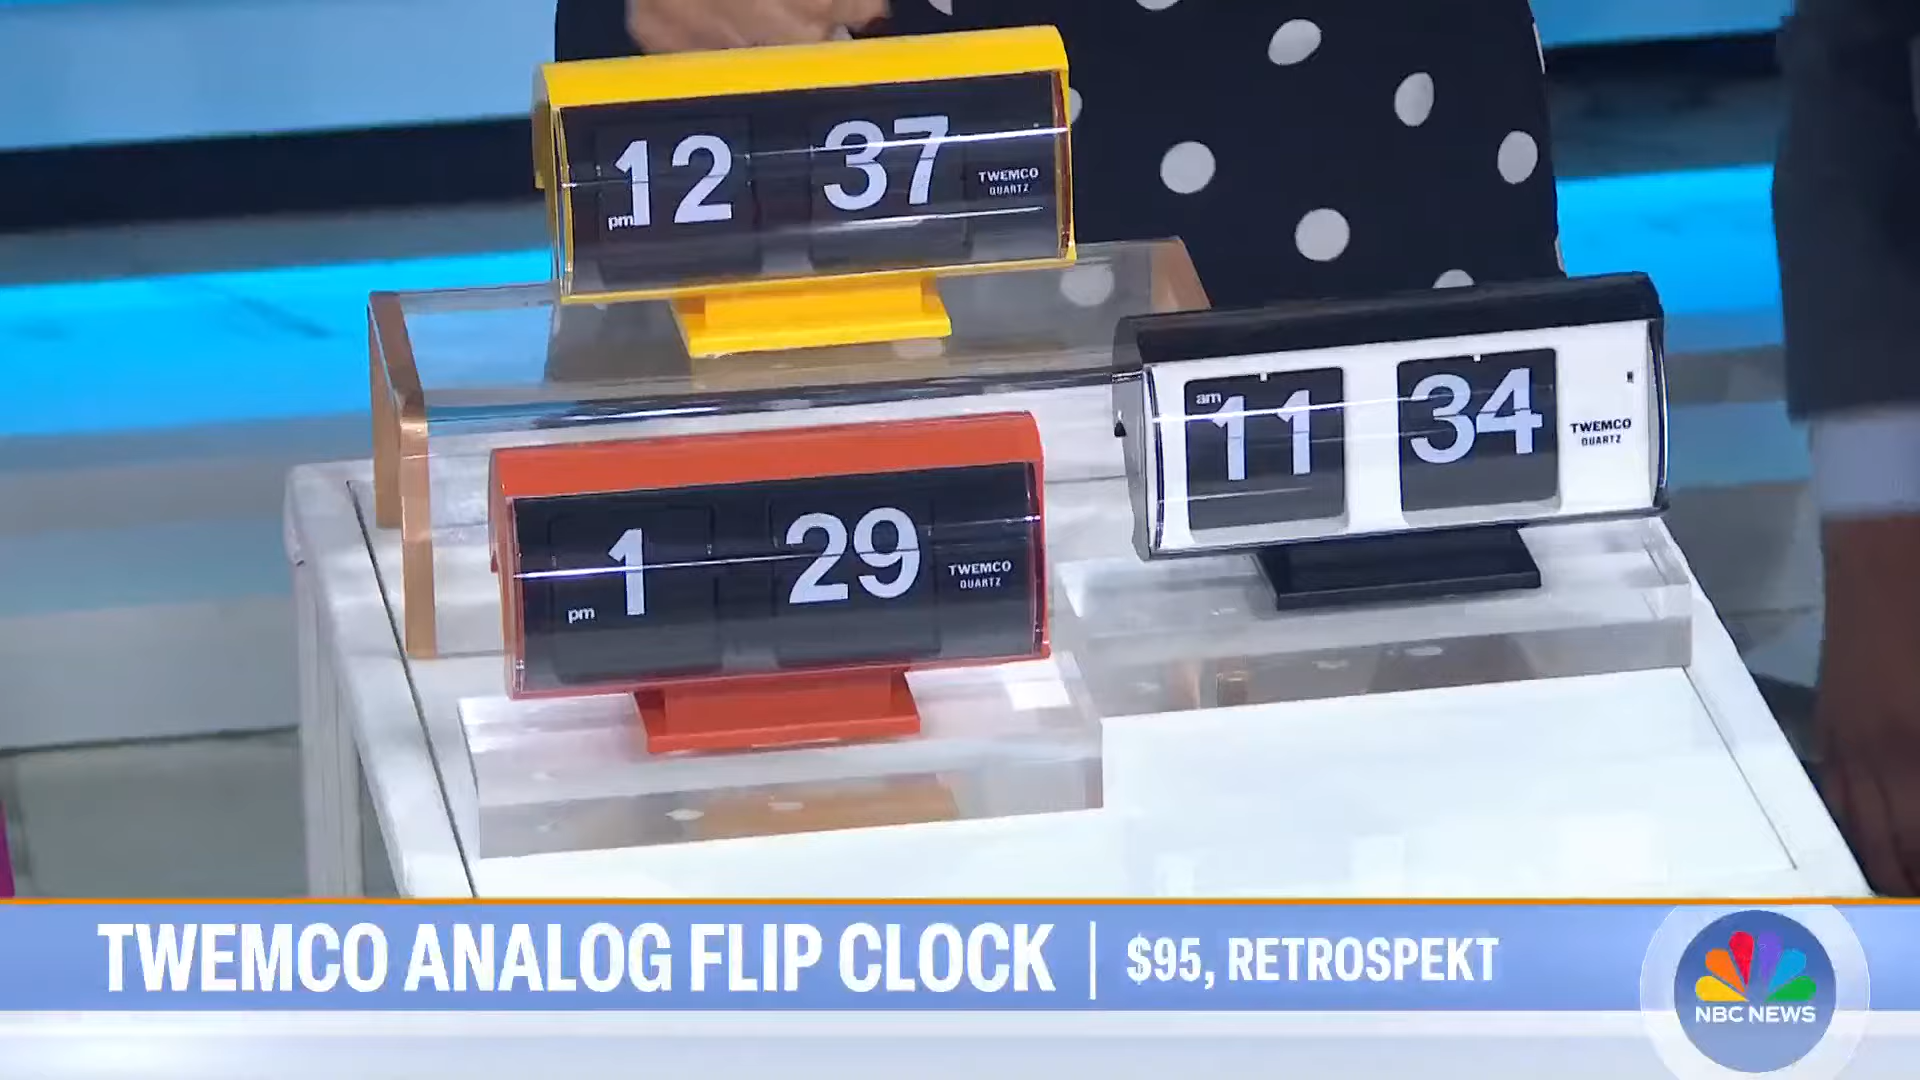 12 37
pm
TWEMCO
QUARTZ
am
11 34
TWEMCO
QUARTZ
1 29
pm
TWEMCO
QUARTZ
TWEMCO ANALOG FLIP CLOCK | $95, RETROSPEKT
NBC NEWS